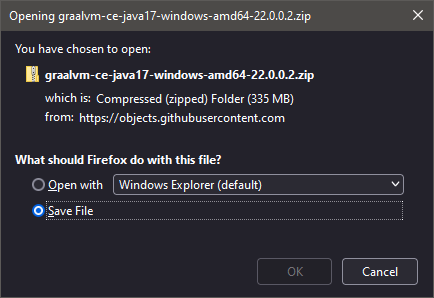 Opening graalvm-ce-java17-windows-amd64-22.0.0.2.zip
You have chosen to open:
graalvm-ce-java17-windows-amd64-22.0.0.2.zip
which is: Compressed (zipped) Folder (335 MB)
from: https://objects.githubusercontent.com
What should Firefox do with this file?
Open with Windows Explorer (default)
Save File
OK Cancel